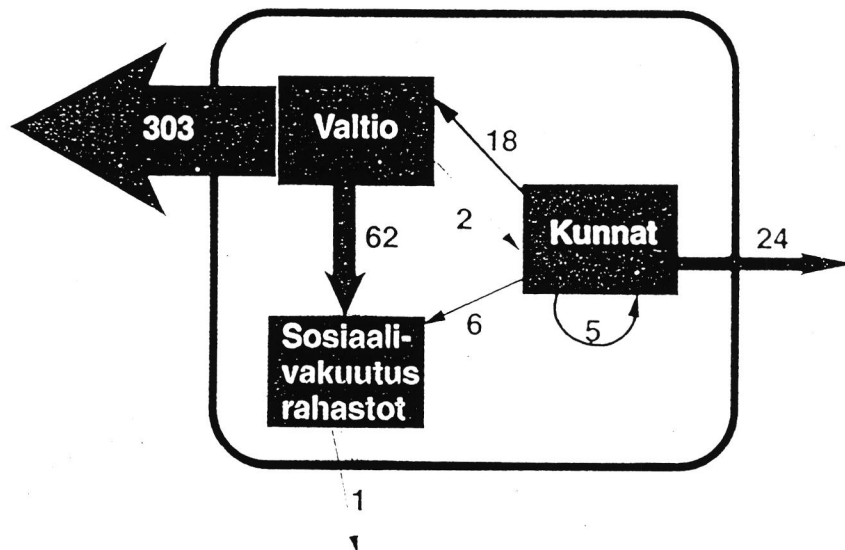 303
Valtio
18
2
62
Kunnat
24
6
5
Sosiaali-
vakuutus
rahastot
1